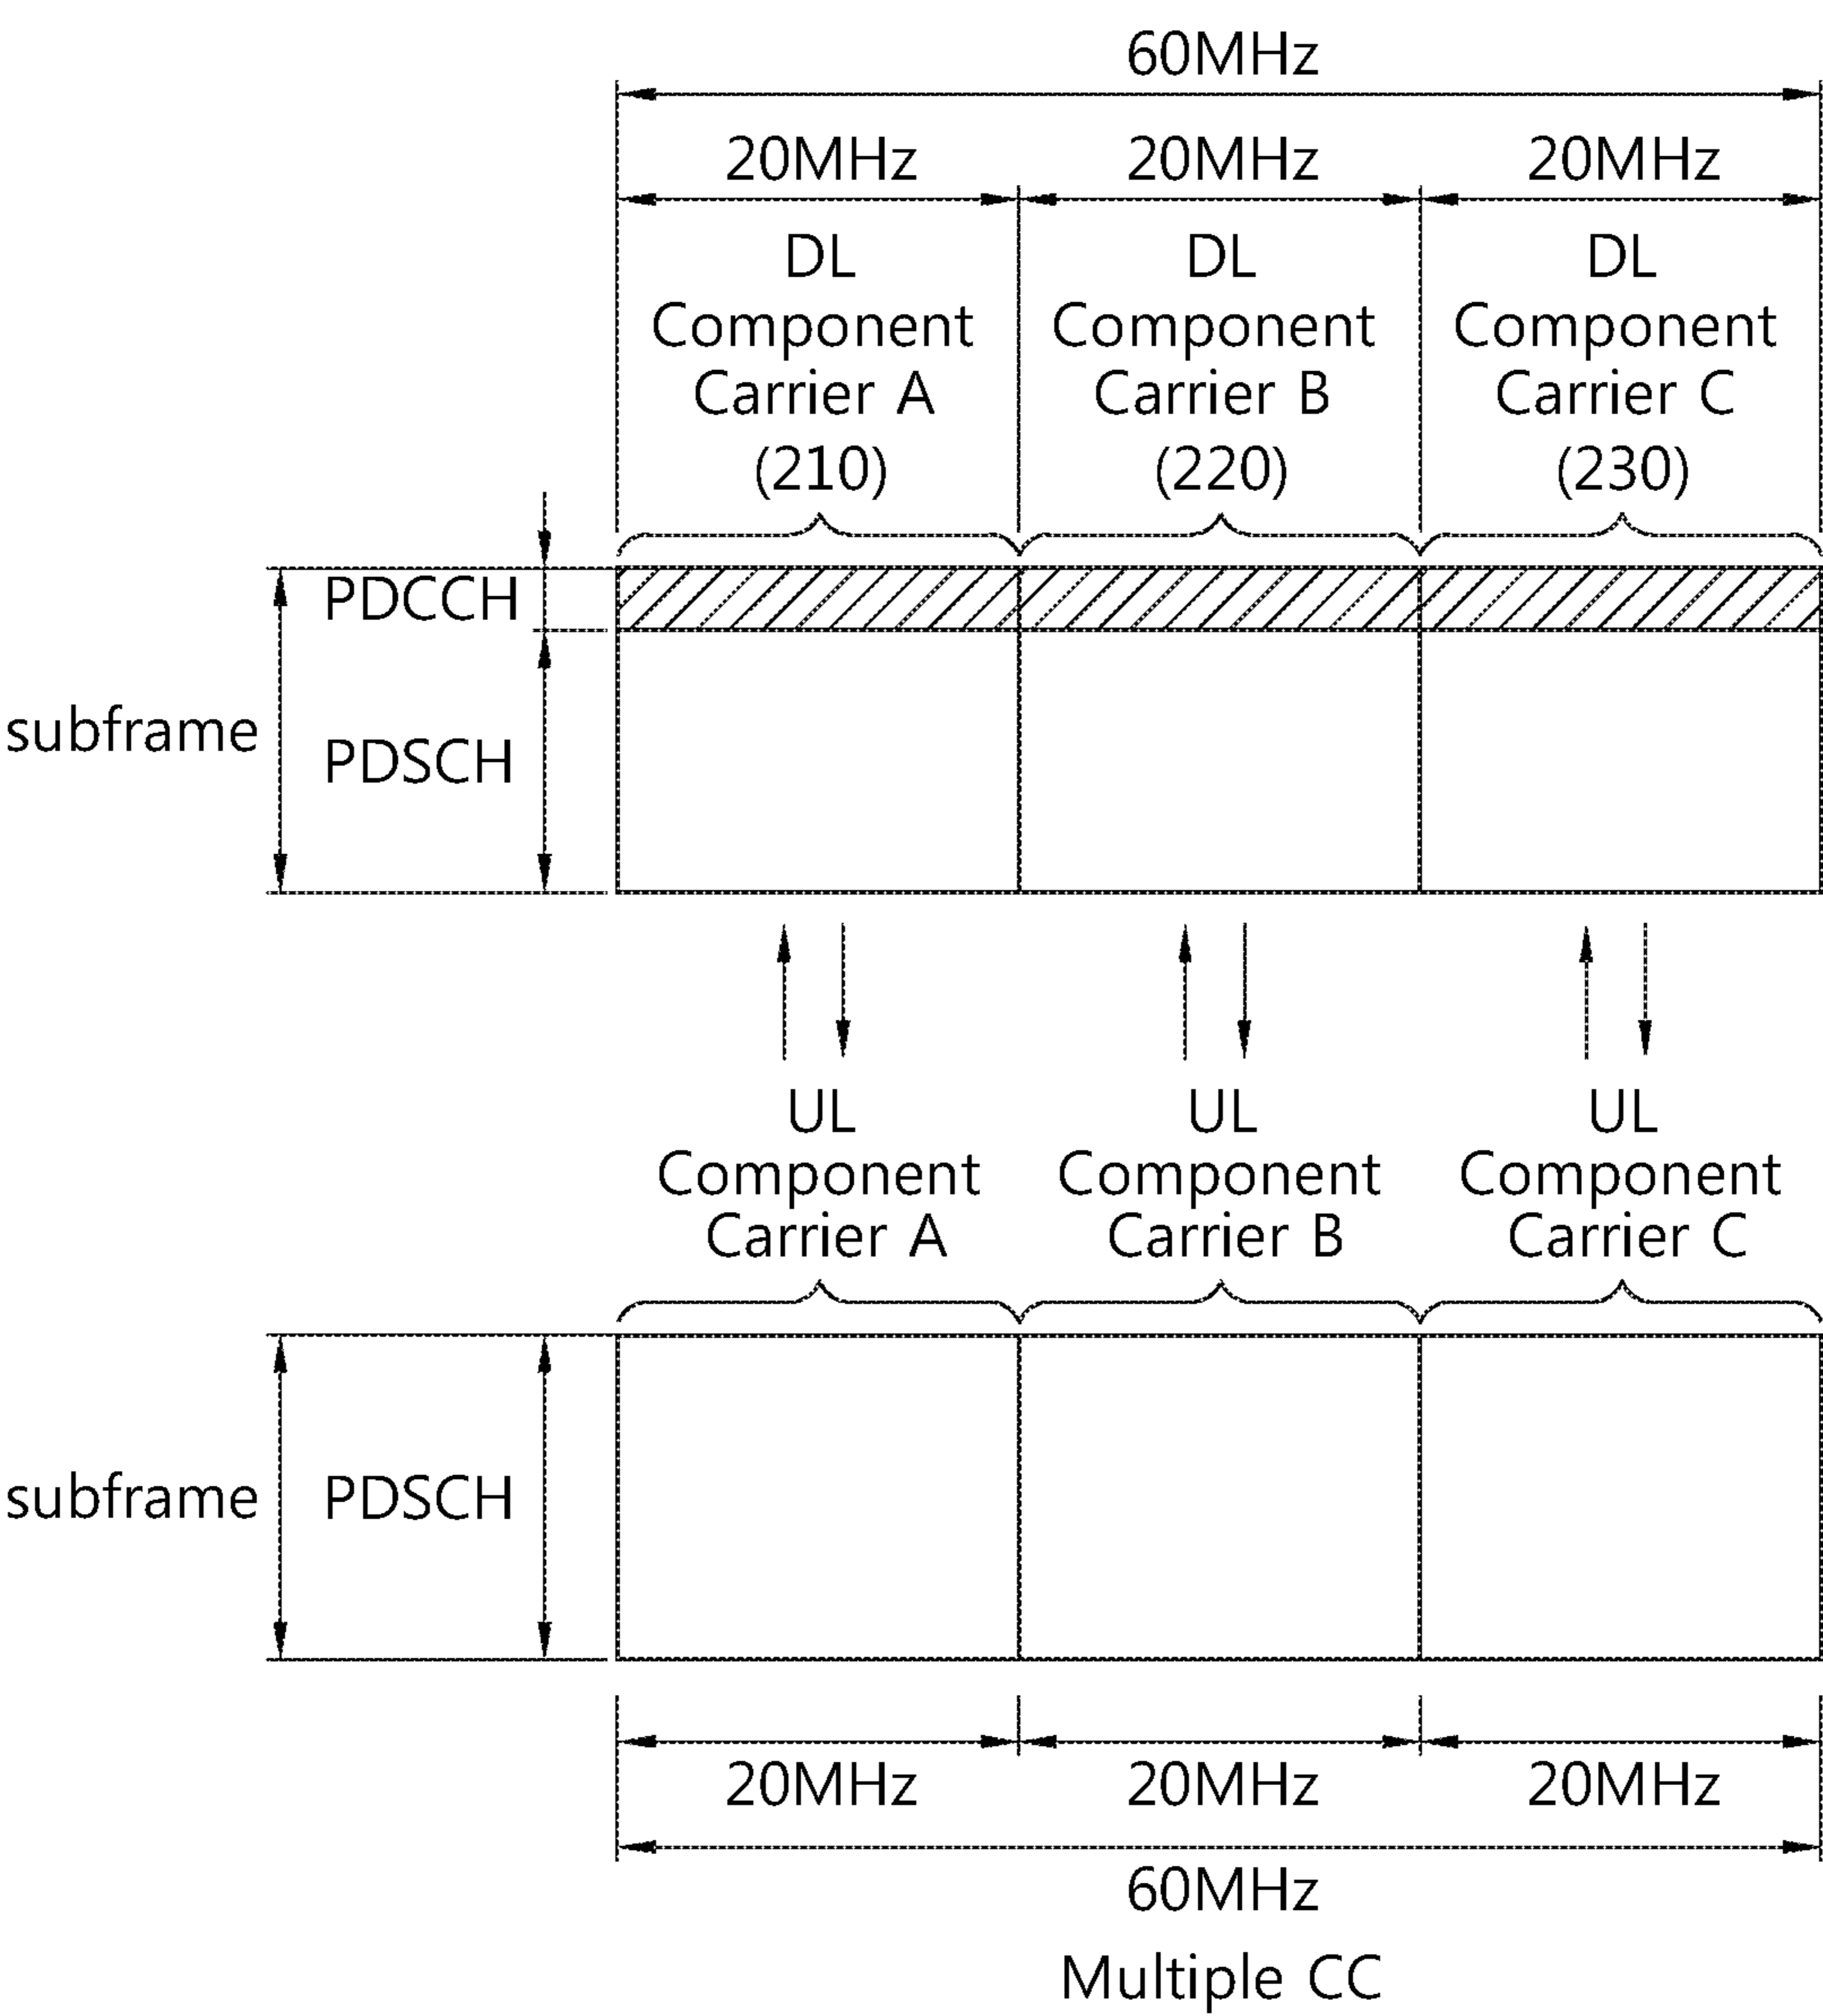 60MHz
20MHz 20MHz 20MHz
DL DL DL
Component Component Component
Carrier A Carrier B Carrier C
(210) (220) (230)
PDCCH
subframe
PDSCH
UL UL UL
Component Component Component
Carrier A Carrier B Carrier C
subframe PDSCH
20MHz 20MHz 20MHz
60MHz
Multiple CC